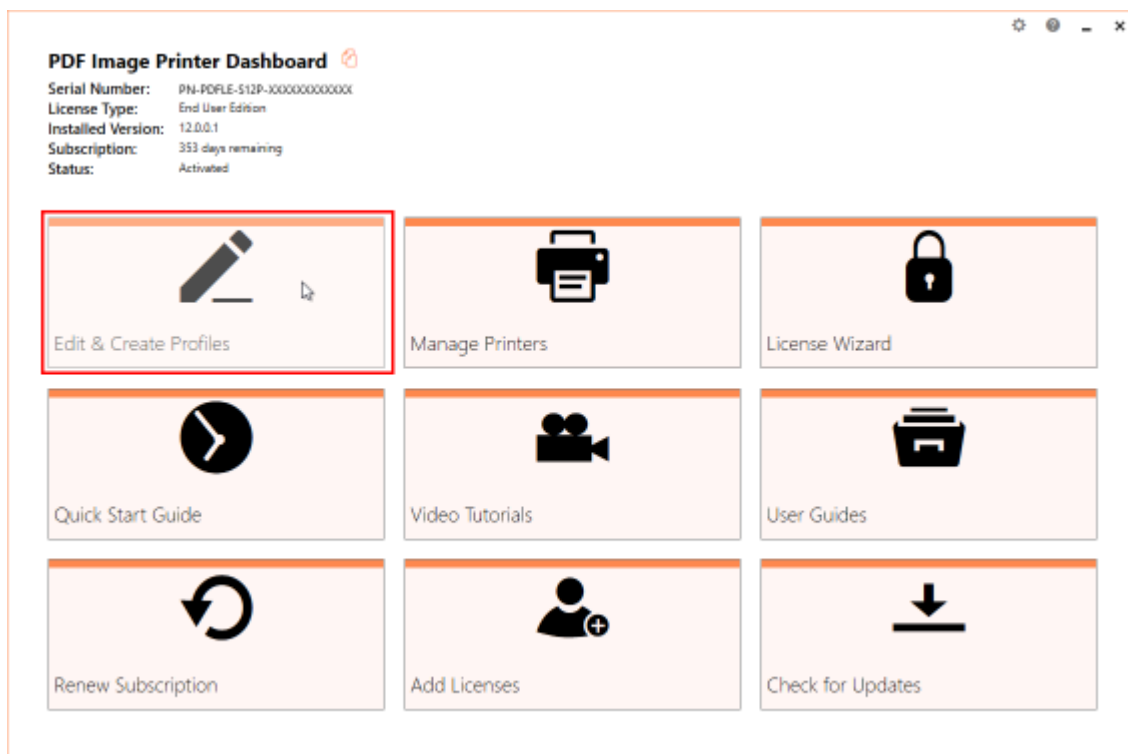 PDF Image Printer Dashboard
Serial Number: PN-PDFLE-S12P-XXXXXXXXXXXX
License Type: End User Edition
Installed Version: 12.0.0.1
Subscription: 353 days remaining
Status: Activated
Edit & Create Profiles Manage Printers License Wizard
Quick Start Guide Video Tutorials User Guides
Renew Subscription Add Licenses Check for Updates